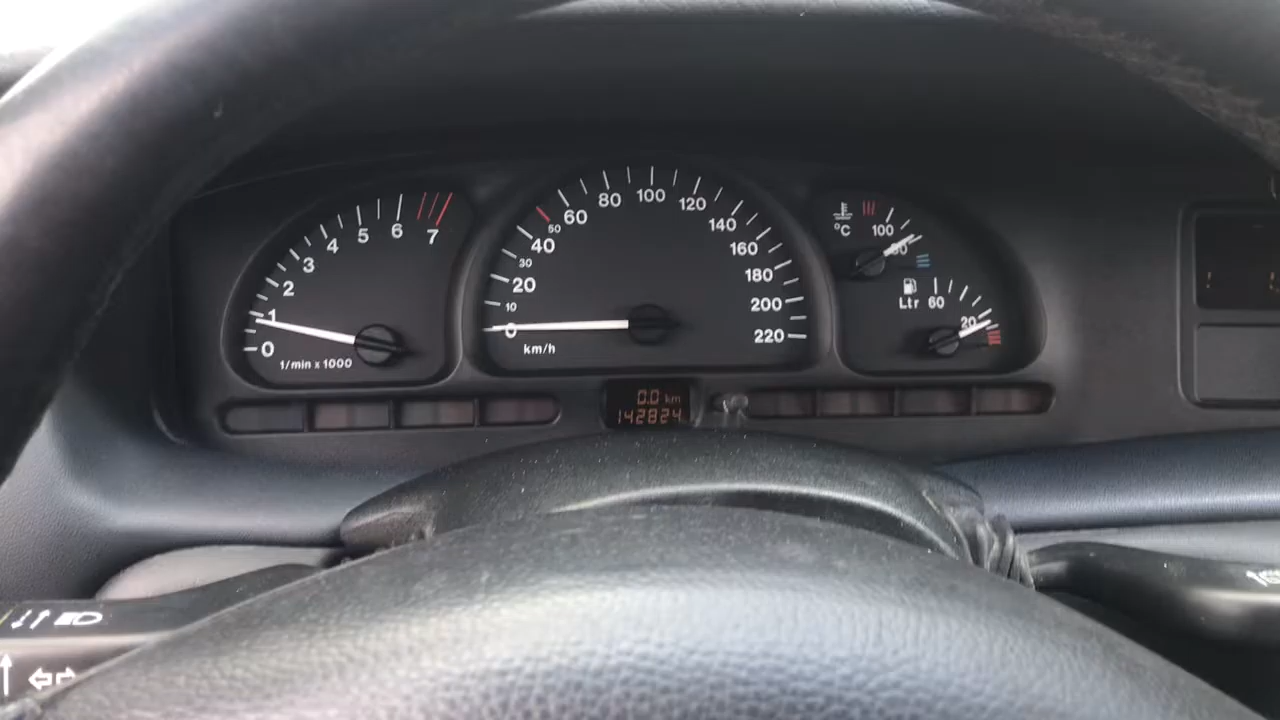 0 1 2 3 4 5 6 7
1/min x 1000
0 10 20 30 40 50 60 80 100 120 140 160 180 200 220
km/h
°C 100
Ltr 60 20
0.0 km
142824